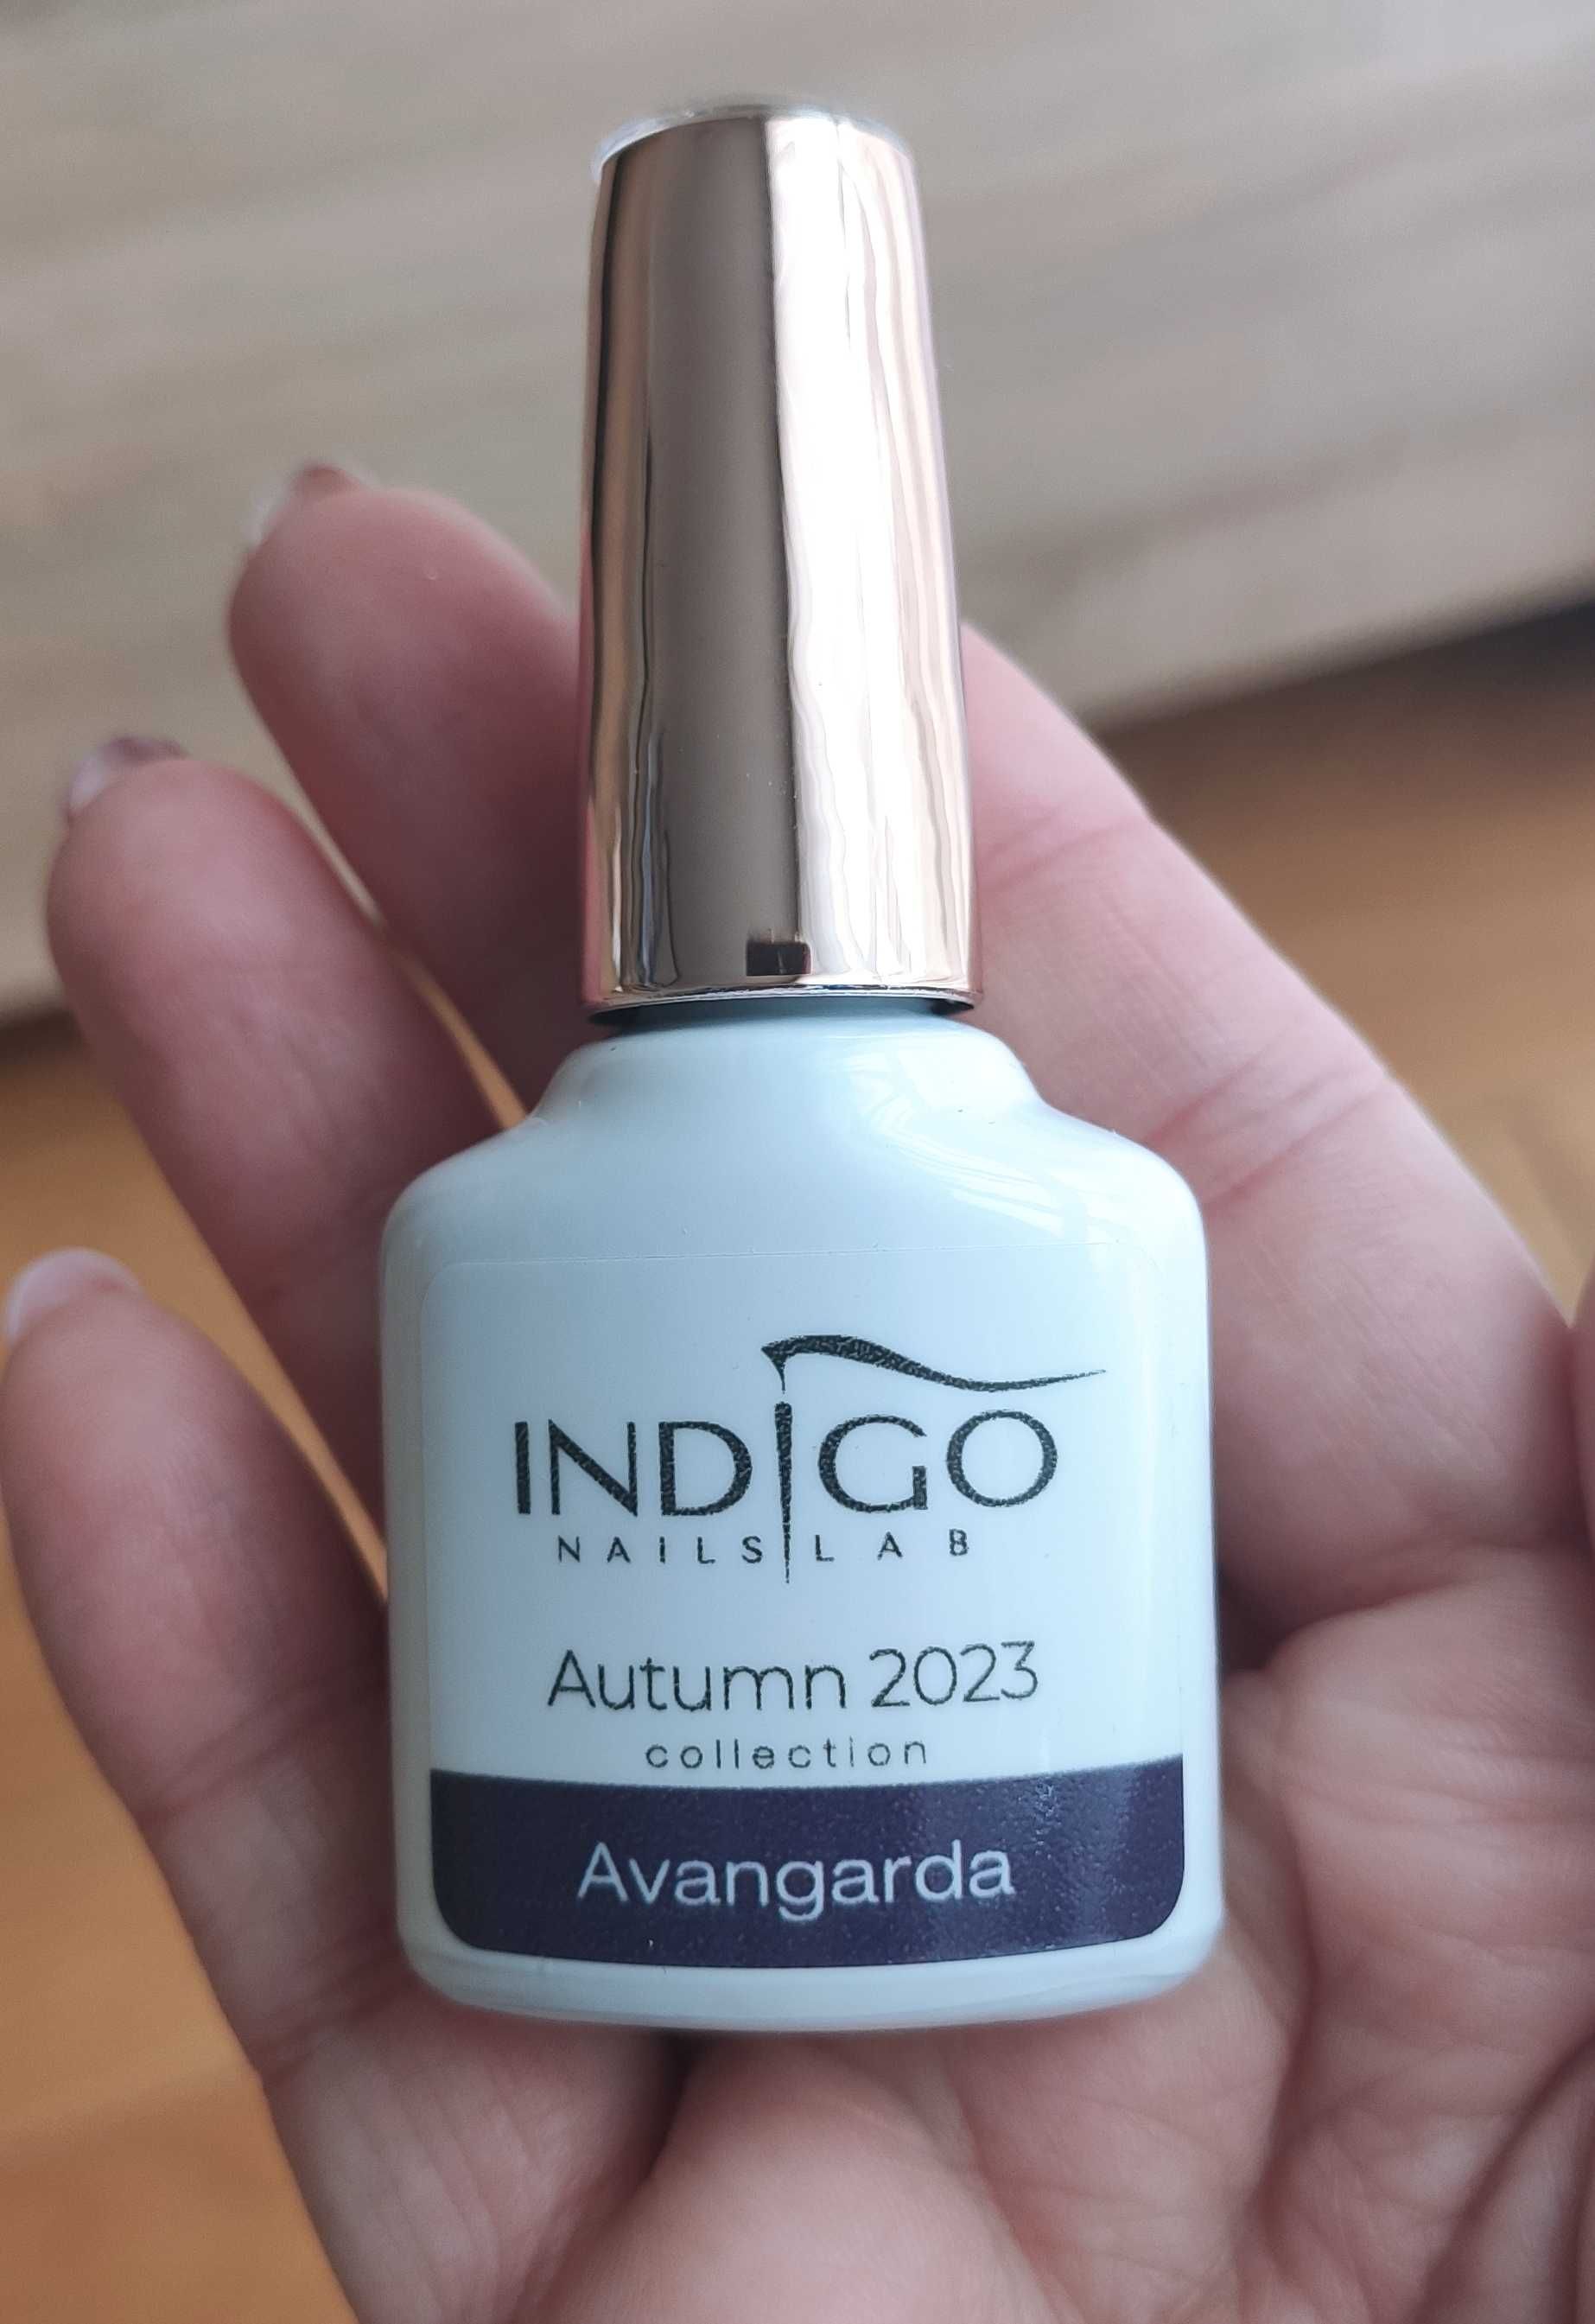 INDIGO
NAILS LAB
Autumn 2023
collection
Avangarda